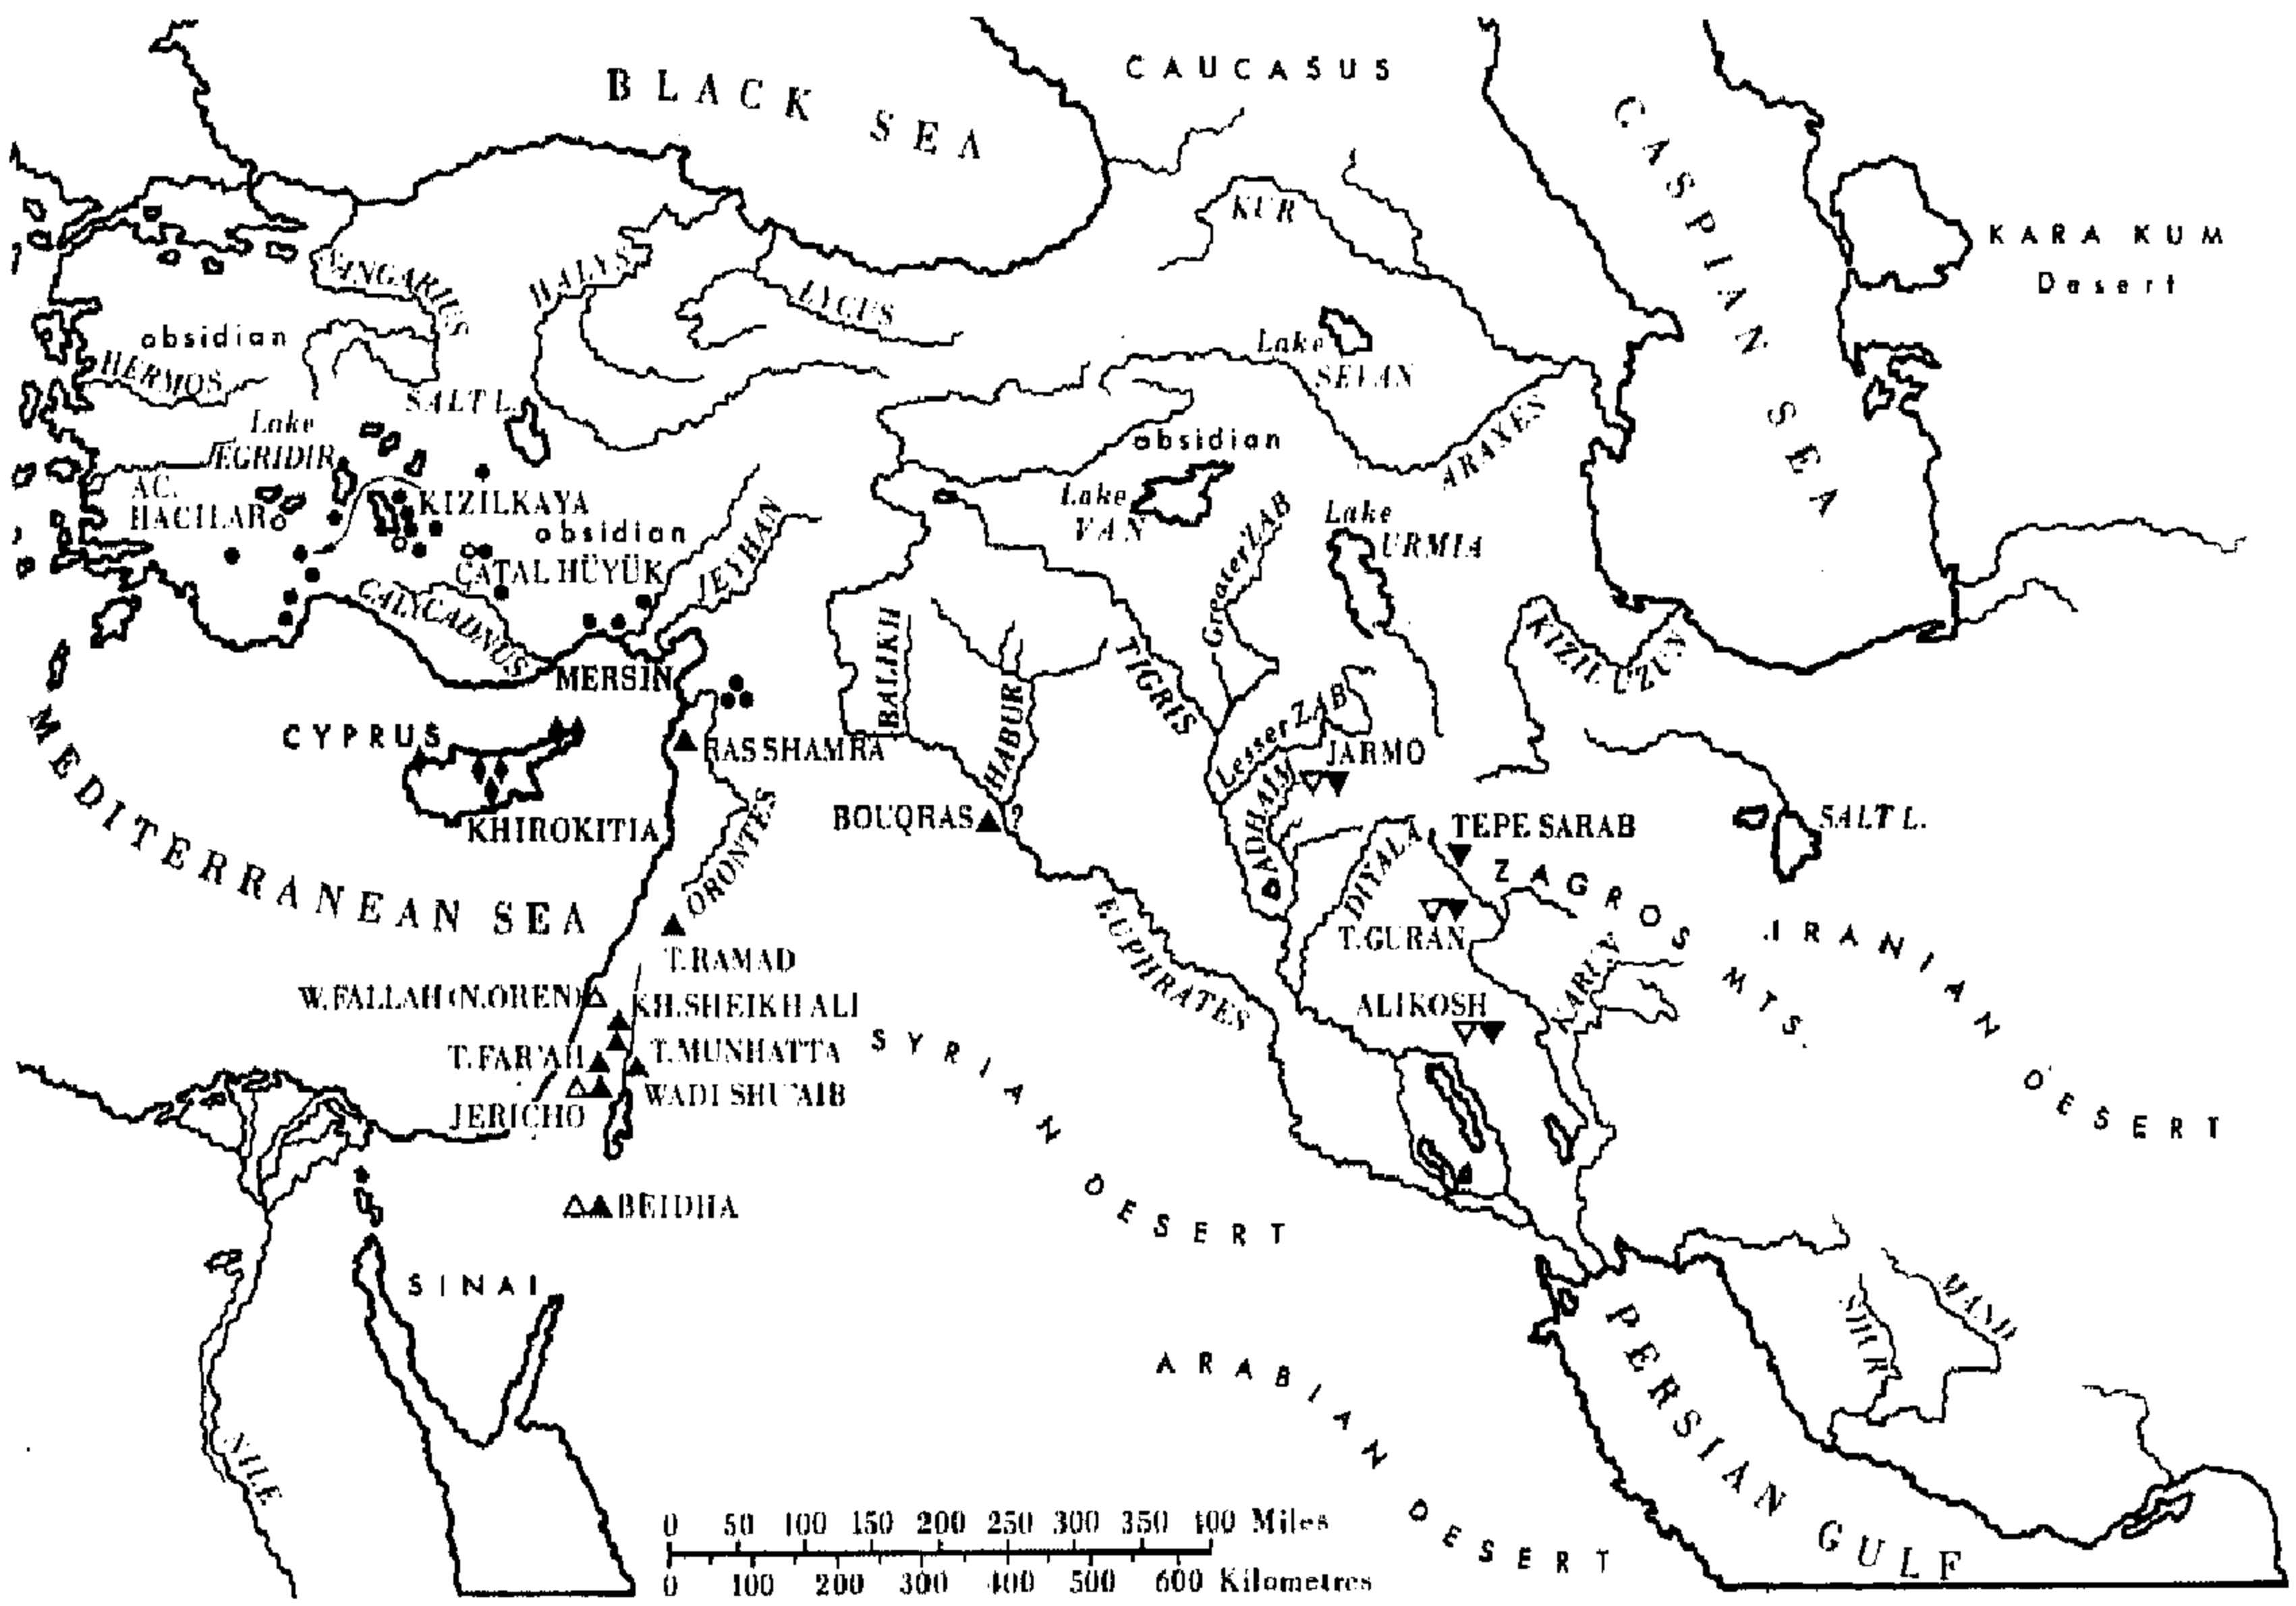 BLACK SEA
CAUCASUS
CASPIAN SEA
KUR
KARA KUM
Desert
HALYS
LYCUS
obsidian
HERMOS
Lake
SEVAN
SALT L.
ARAXES
Lake
ÆGRIDIR
obsidian
AC.
HACILAR
KIZILKAYA
obsidian
Lake
VAN
Greater ZAB
Lake
URMIA
ÇATAL HÜYÜK
JEYHAN
CALYCADNUS
MERSIN
BALIKH
HABUR
TIGRIS
KIZIL UZUN
MEDITERRANEAN SEA
CYPRUS
RAS SHAMRA
Lesser ZAB
JARMO
KHIROKITIA
ORONTES
BOUQRAS
?
ADHAIM
DIYALA
TEPE SARAB
SALT L.
ZAGROS MTS.
IRANIAN DESERT
T.GURAN
T.RAMAD
EUPHRATES
W.FALLAH (N.OREN)
KH.SHEIKH ALI
ALIKOSH
T.FAR'AH
T.MUNHATTA
SYRIAN DESERT
JERICHO
WADI SHU'AIB
BEIDHA
SINAI
PERSIAN GULF
MAND
ARABIAN DESERT
NILE
0 50 100 150 200 250 300 350 400 Miles
0 100 200 300 400 500 600 Kilometres